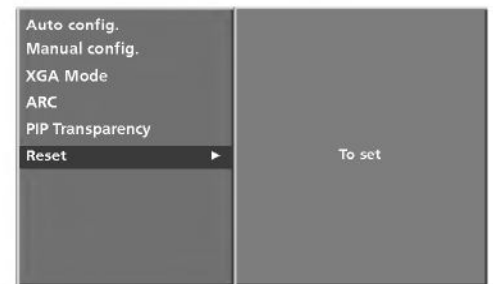 Auto config.
Manual config.
XGA Mode
ARC
PIP Transparency
Reset ►
To set